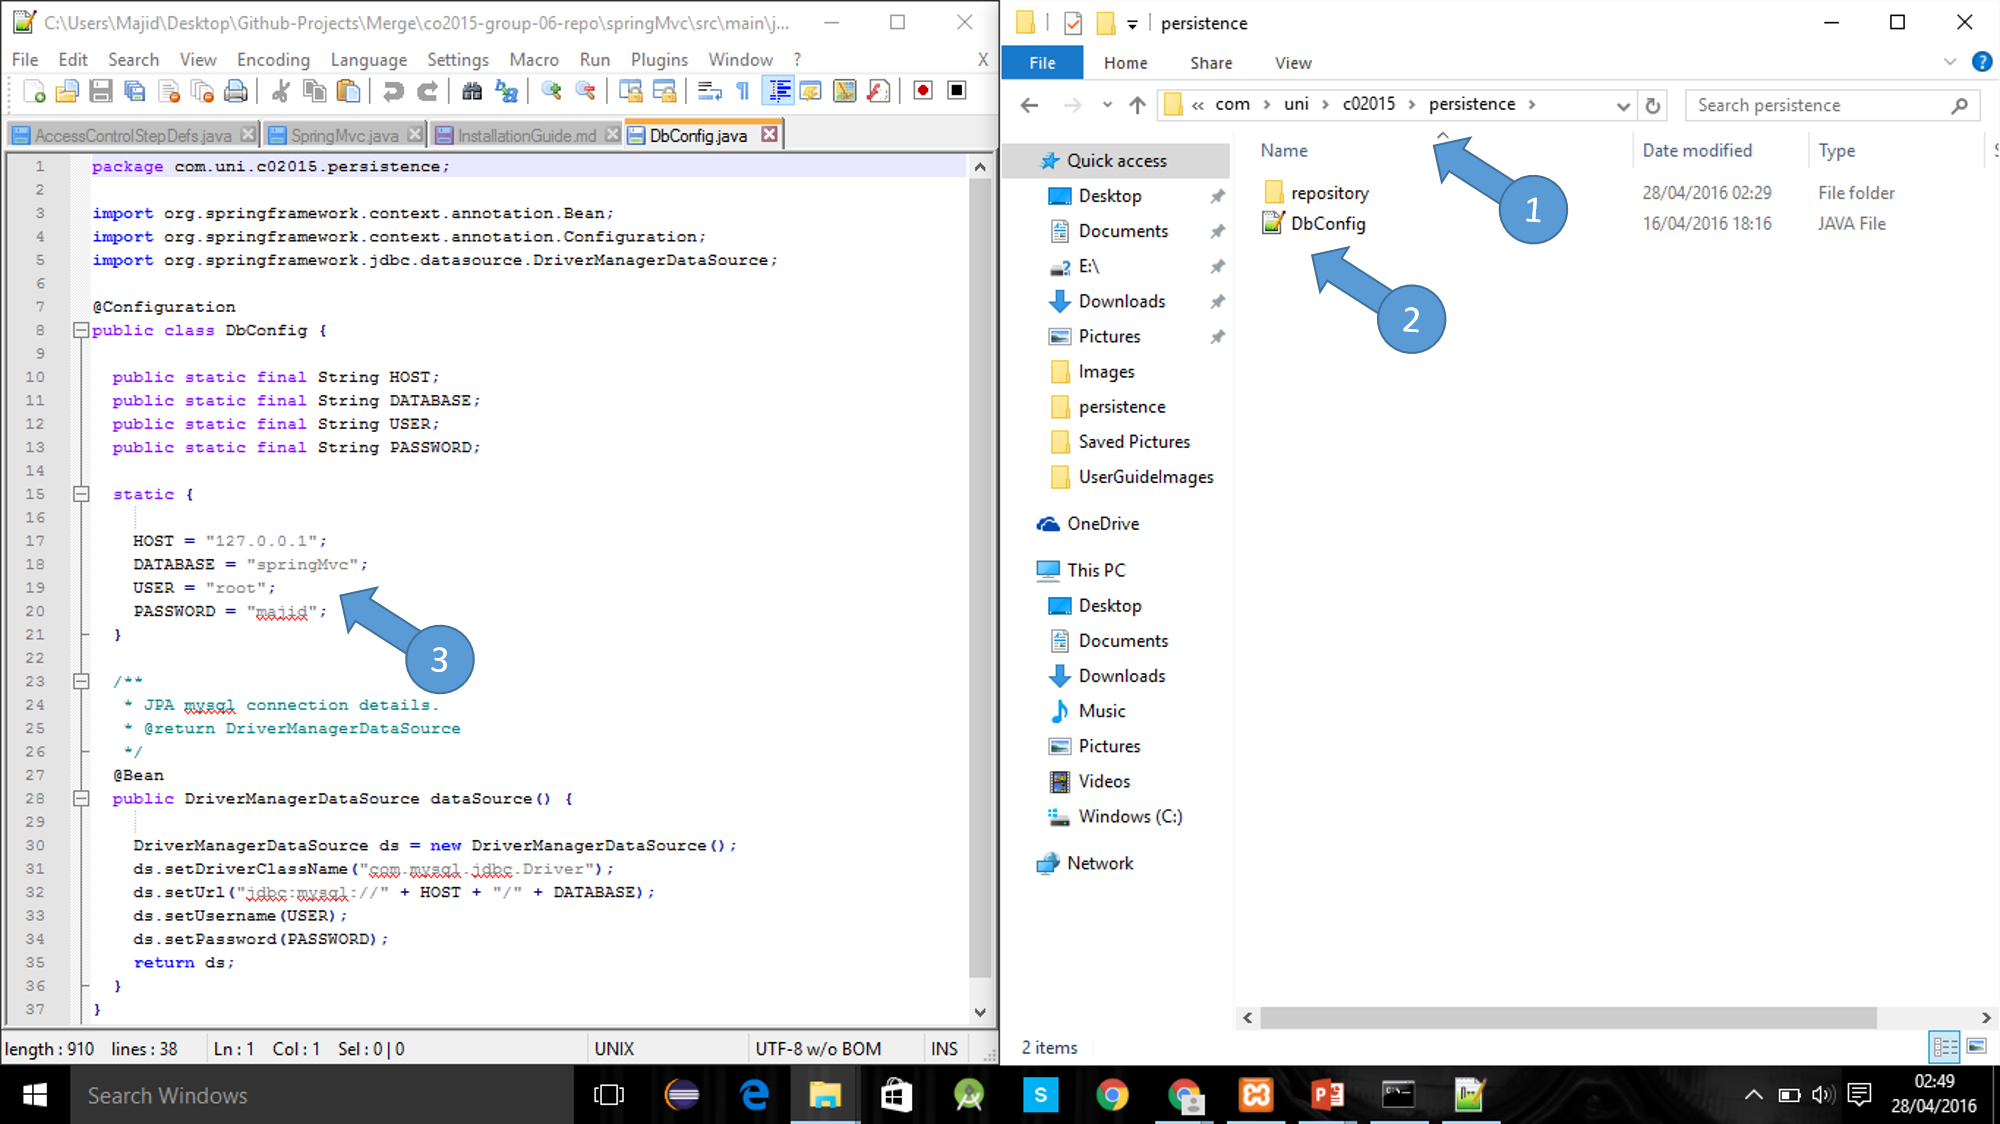 C:\Users\Majid\Desktop\Github-Projects\Merge\co2015-group-06-repo\springMvc\src\main\j...
File Edit Search View Encoding Language Settings Macro Run Plugins Window ? X
AccessControlStepDefs.java SpringMvc.java InstallationGuide.md DbConfig.java
1 package com.uni.c02015.persistence;
2
3 import org.springframework.context.annotation.Bean;
4 import org.springframework.context.annotation.Configuration;
5 import org.springframework.jdbc.datasource.DriverManagerDataSource;
6
7 @Configuration
8 public class DbConfig {
9
10 public static final String HOST;
11 public static final String DATABASE;
12 public static final String USER;
13 public static final String PASSWORD;
14
15 static {
16
17 HOST = "127.0.0.1";
18 DATABASE = "springMvc";
19 USER = "root";
20 PASSWORD = "majid";
21 }
22
23 /**
24 * JPA mysql connection details.
25 * @return DriverManagerDataSource
26 */
27 @Bean
28 public DriverManagerDataSource dataSource() {
29
30 DriverManagerDataSource ds = new DriverManagerDataSource();
31 ds.setDriverClassName("com.mysql.jdbc.Driver");
32 ds.setUrl("jdbc:mysql://" + HOST + "/" + DATABASE);
33 ds.setUsername(USER);
34 ds.setPassword(PASSWORD);
35 return ds;
36 }
37 }
3
length : 910 lines : 38 Ln : 1 Col : 1 Sel : 0 | 0 UNIX UTF-8 w/o BOM INS
persistence
File Home Share View
« com › uni › c02015 › persistence › Search persistence
Name Date modified Type
repository 28/04/2016 02:29 File folder
DbConfig 16/04/2016 18:16 JAVA File
1
2
Quick access
Desktop
Documents
E:\
Downloads
Pictures
Images
persistence
Saved Pictures
UserGuideImages
OneDrive
This PC
Desktop
Documents
Downloads
Music
Pictures
Videos
Windows (C:)
Network
2 items
Search Windows
02:49
28/04/2016